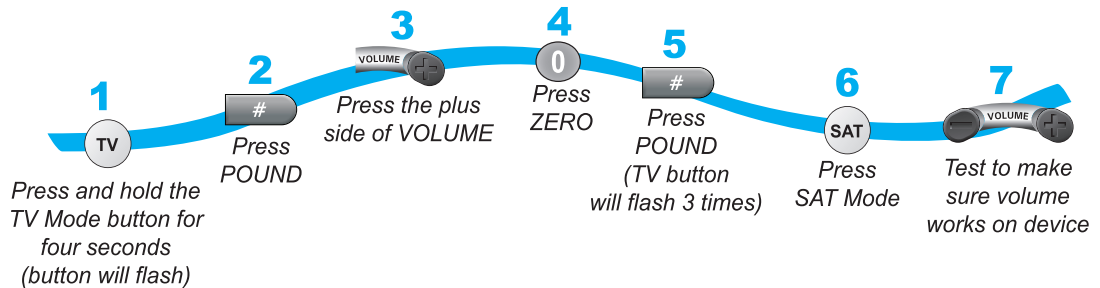 1
TV
Press and hold the
TV Mode button for
four seconds
(button will flash)
2
#
Press
POUND
3
VOLUME
Press the plus
side of VOLUME
4
0
Press
ZERO
5
#
Press
POUND
(TV button
will flash 3 times)
6
SAT
Press
SAT Mode
7
VOLUME
Test to make
sure volume
works on device